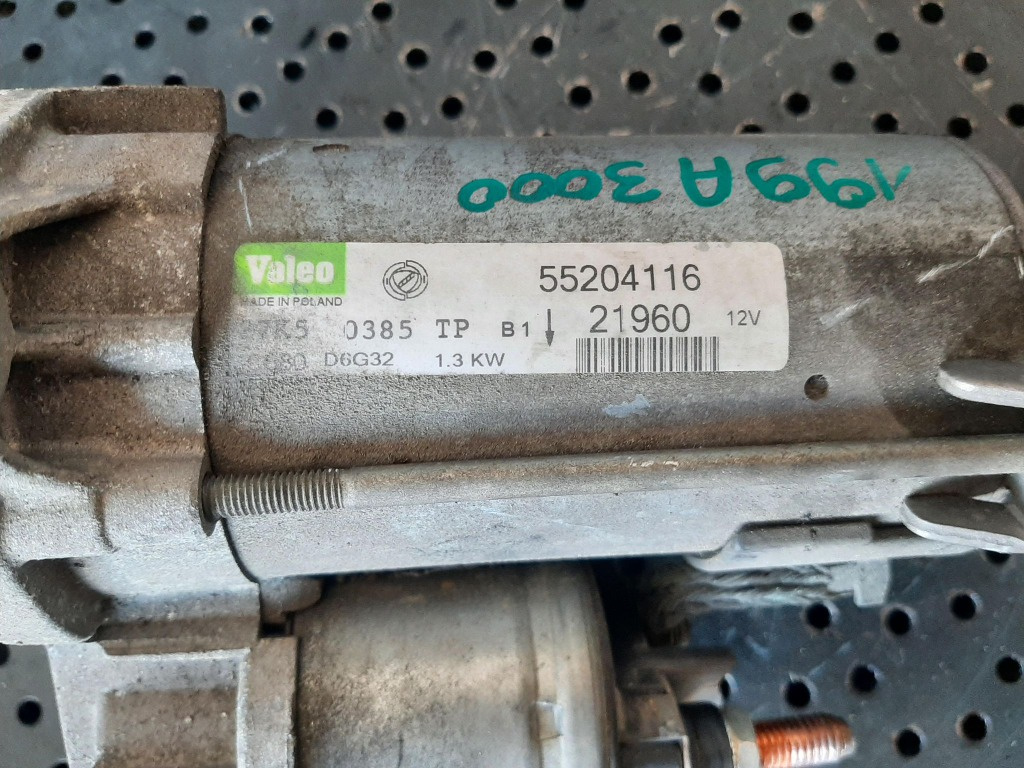 199A3000
Valeo
55204116
MADE IN POLAND
21960
12V
0385 TP B1
D6G32 1.3 KW